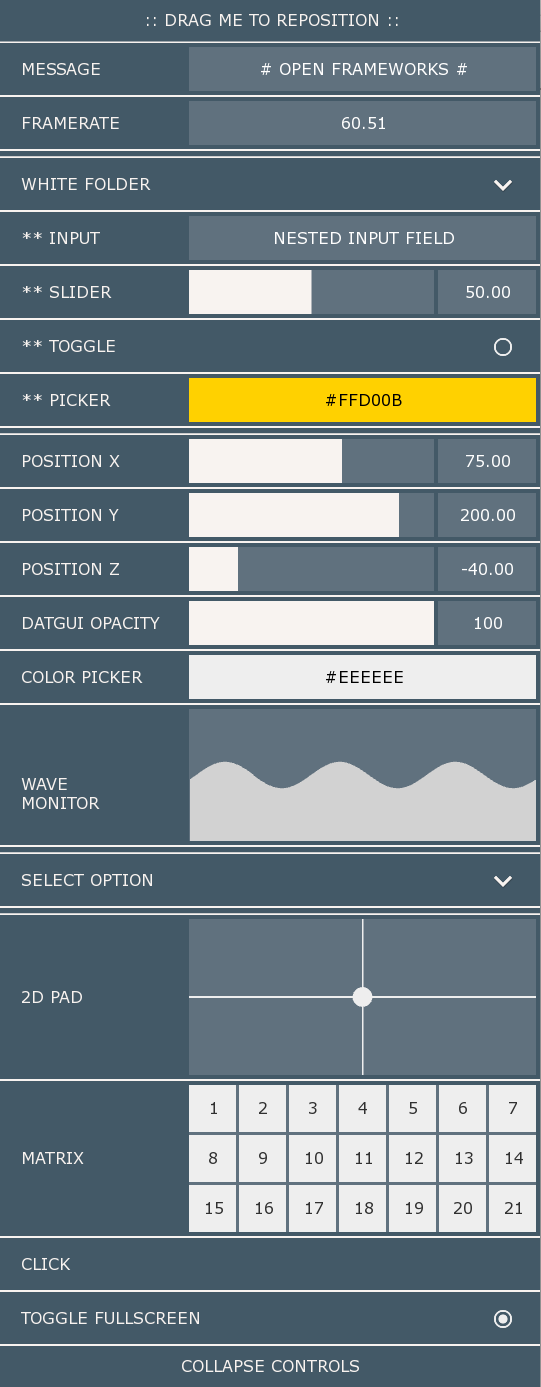 :: DRAG ME TO REPOSITION ::
MESSAGE # OPEN FRAMEWORKS #
FRAMERATE 60.51
WHITE FOLDER
** INPUT NESTED INPUT FIELD
** SLIDER 50.00
** TOGGLE
** PICKER #FFD00B
POSITION X 75.00
POSITION Y 200.00
POSITION Z -40.00
DATGUI OPACITY 100
COLOR PICKER #EEEEEE
WAVE
MONITOR
SELECT OPTION
2D PAD
1 2 3 4 5 6 7
MATRIX 8 9 10 11 12 13 14
15 16 17 18 19 20 21
CLICK
TOGGLE FULLSCREEN
COLLAPSE CONTROLS